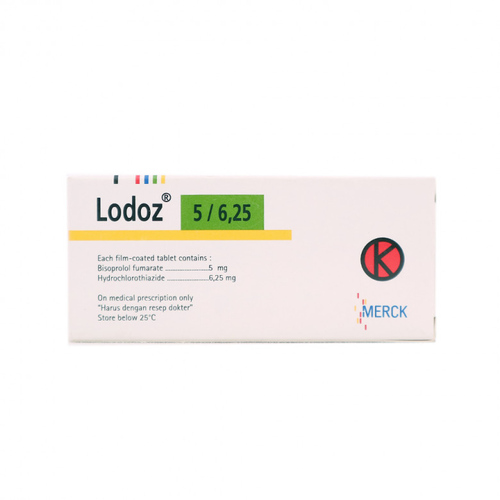 Lodoz® 5 / 6,25
Each film-coated tablet contains :
Bisoprolol fumarate ................5 mg
Hydrochlorothiazide ................6,25 mg
On medical prescription only
"Harus dengan resep dokter"
Store below 25°C
K
MERCK